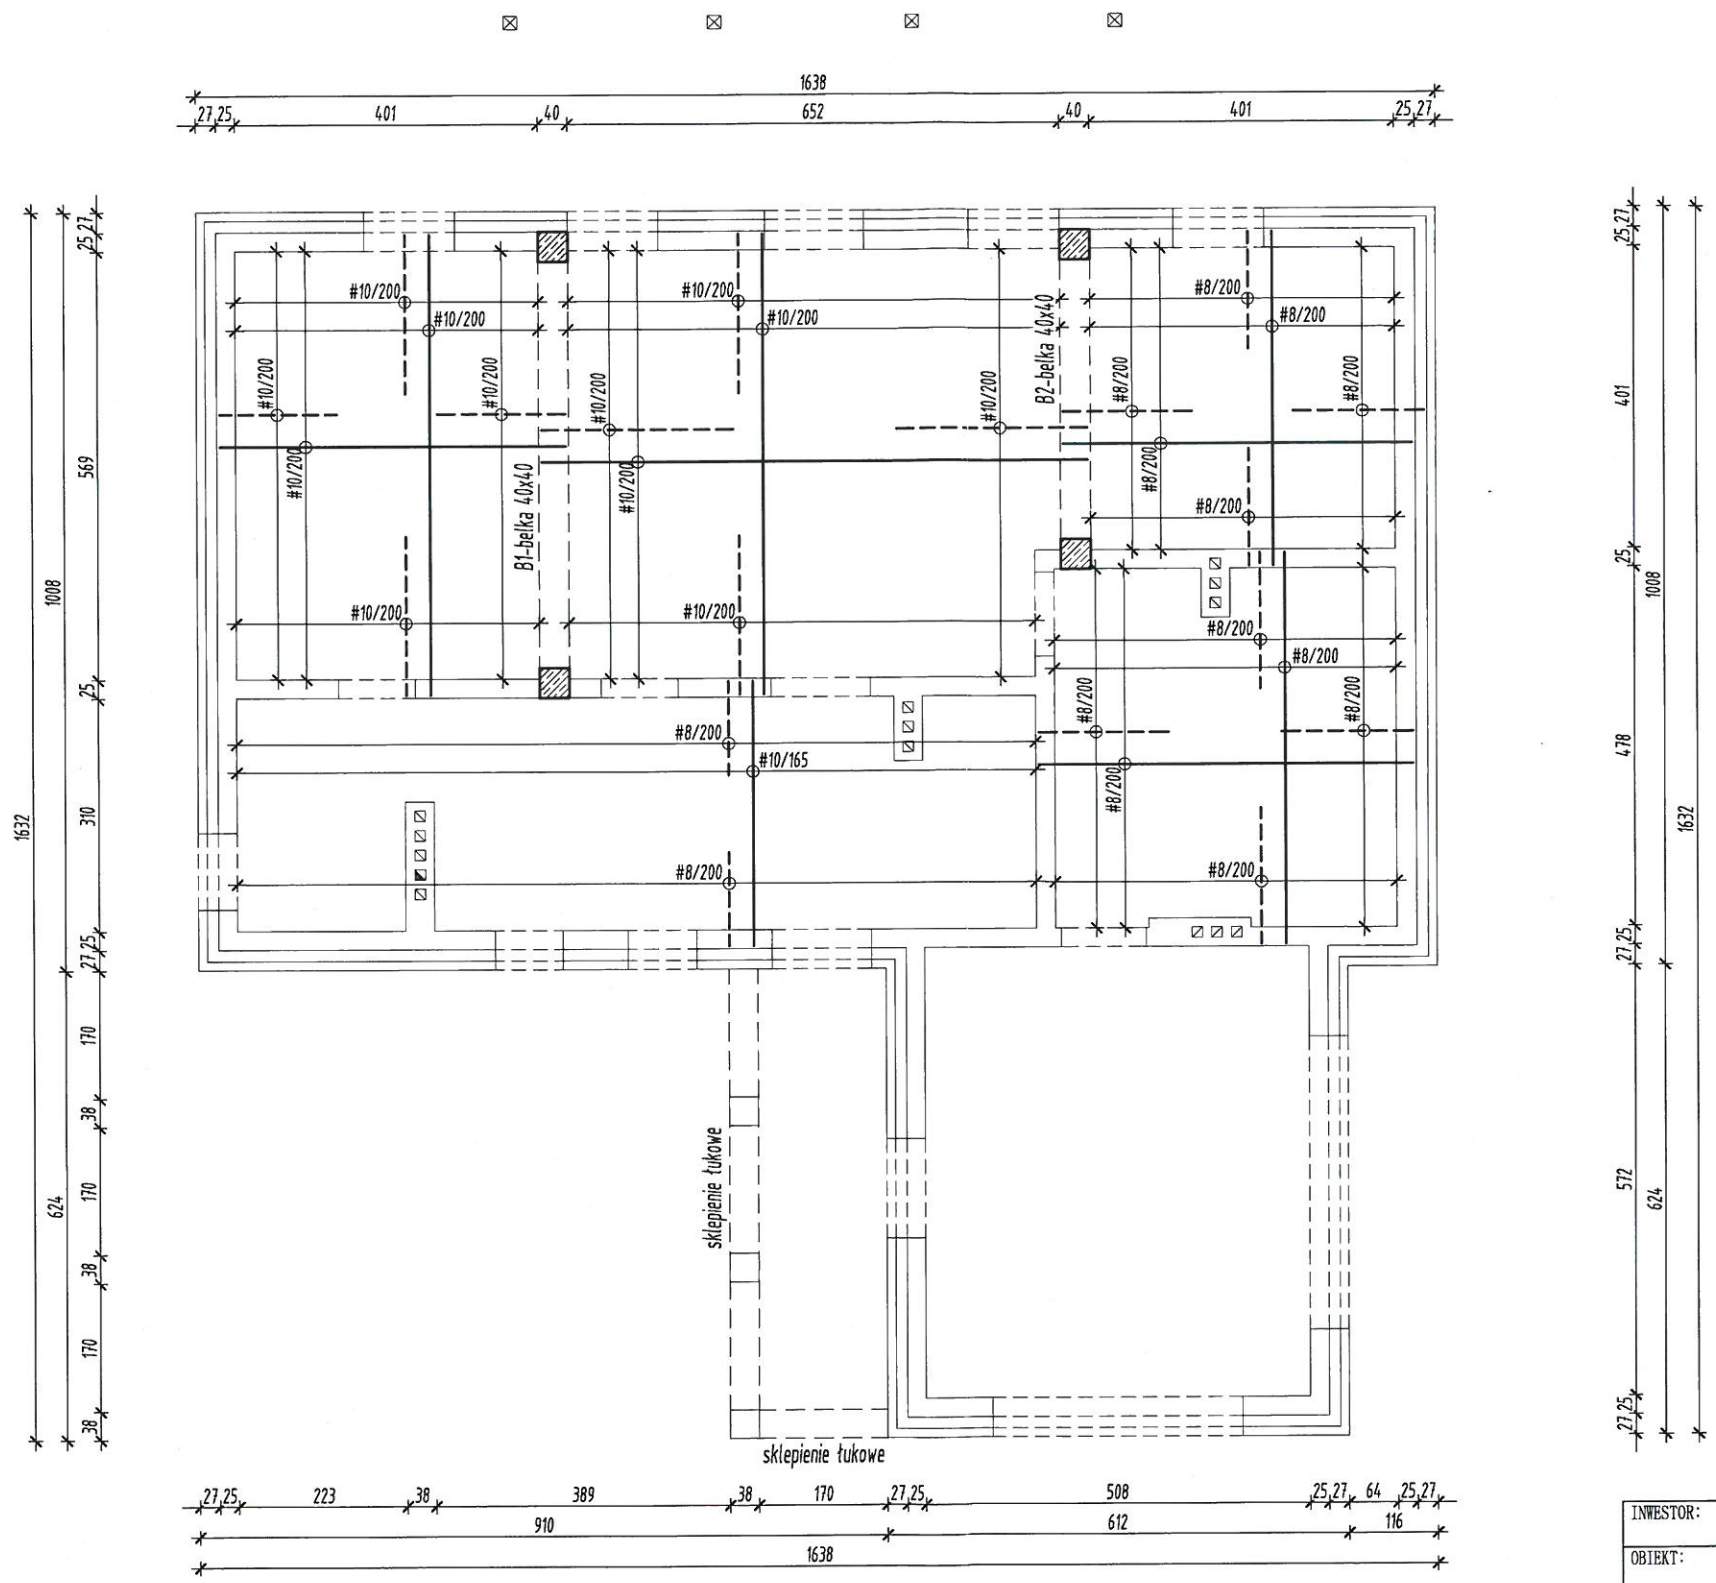 1638
27 25 401 40 652 40 401 25 27
25 27
569
25
310
27 25
170
38
170
38
170
38
1008
624
1632
25 27
401
25
478
27 25
572
27 25
1008
624
1632
#10/200 #10/200 #8/200
#10/200 #10/200 #8/200
#10/200 #10/200 #10/200 #10/200 #8/200 #8/200
B2-belka 40x40
#10/200 #10/200 #8/200
B1-belka 40x40
#8/200
#10/200 #10/200 #8/200
#8/200
#8/200 #8/200
#8/200
#10/165
#8/200
#8/200 #8/200
sklepienie łukowe
sklepienie łukowe
27 25 223 38 389 38 170 27 25 508 25 27 64 25 27
910 612 116
1638
INWESTOR:
OBIEKT: